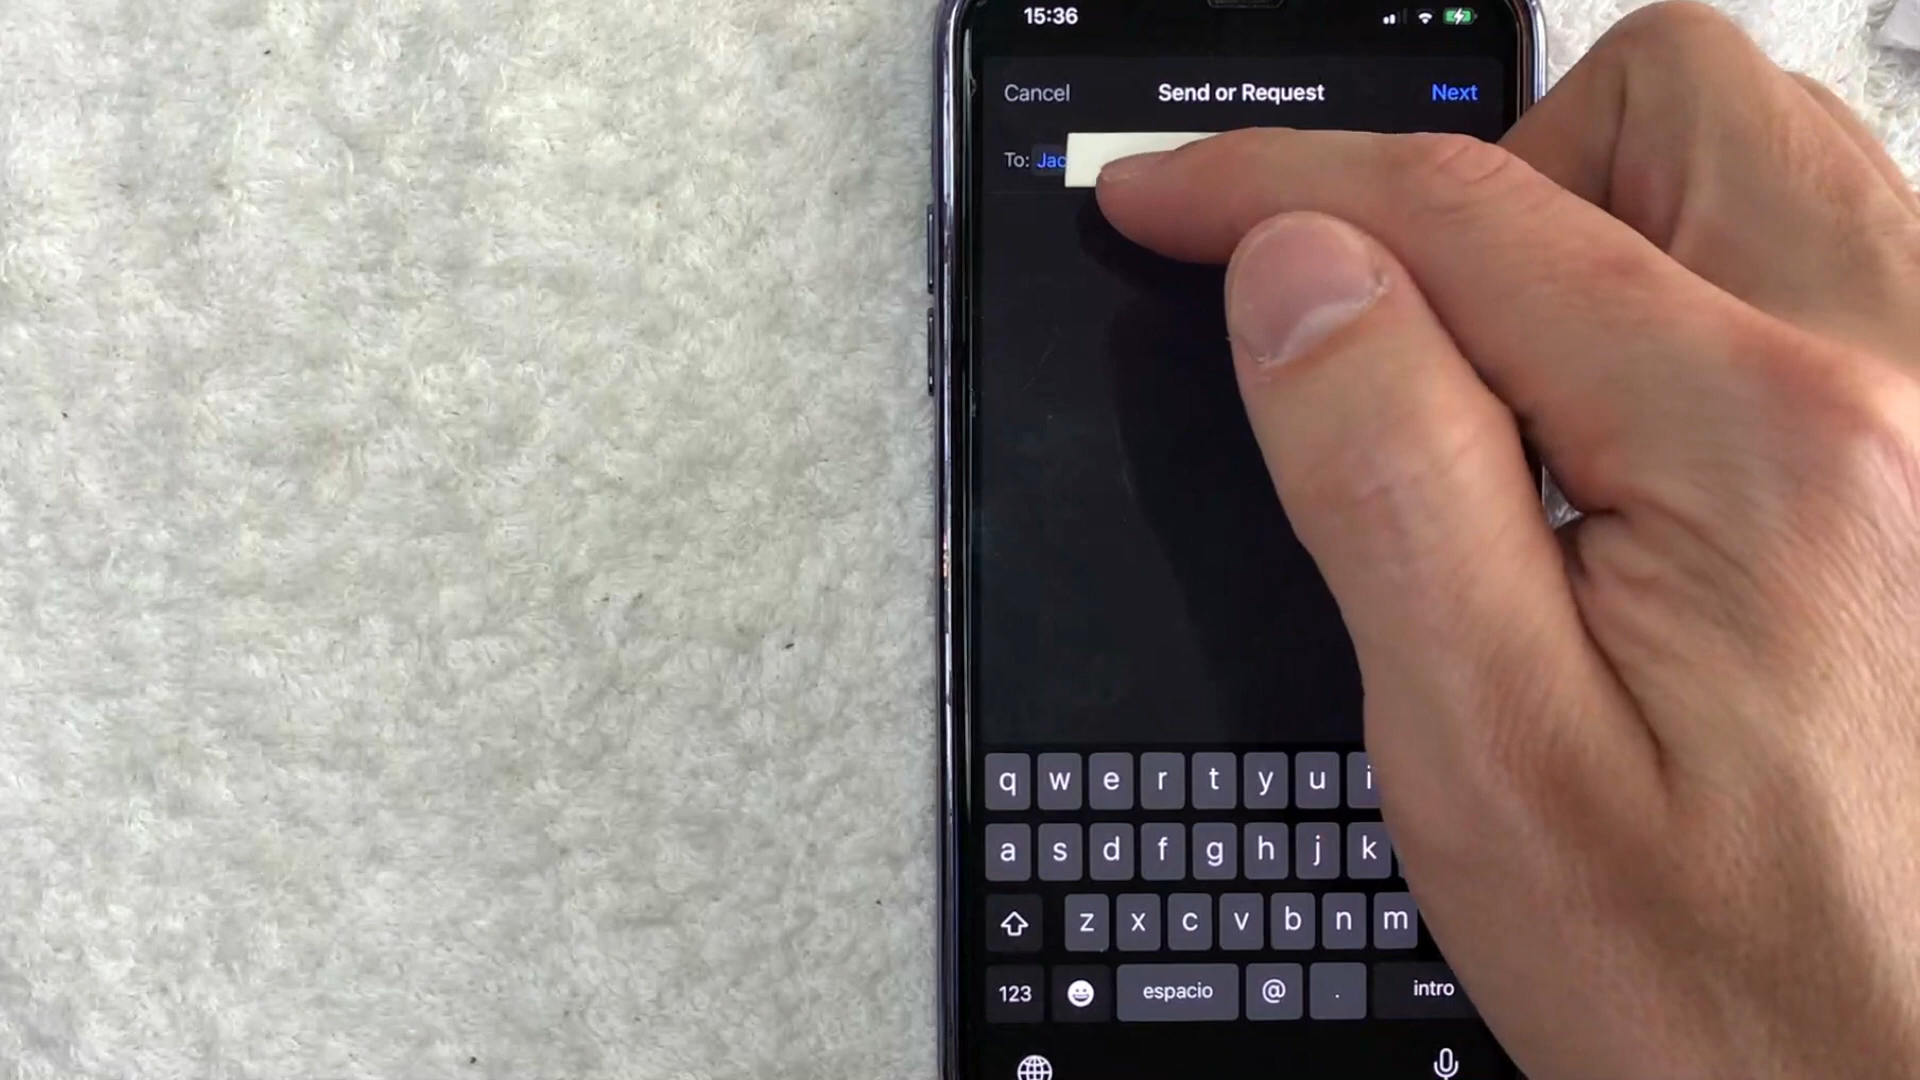 15:36
Cancel Send or Request Next
To: Jac
q w e r t y u i
a s d f g h j k
z x c v b n m
123 espacio @ . intro